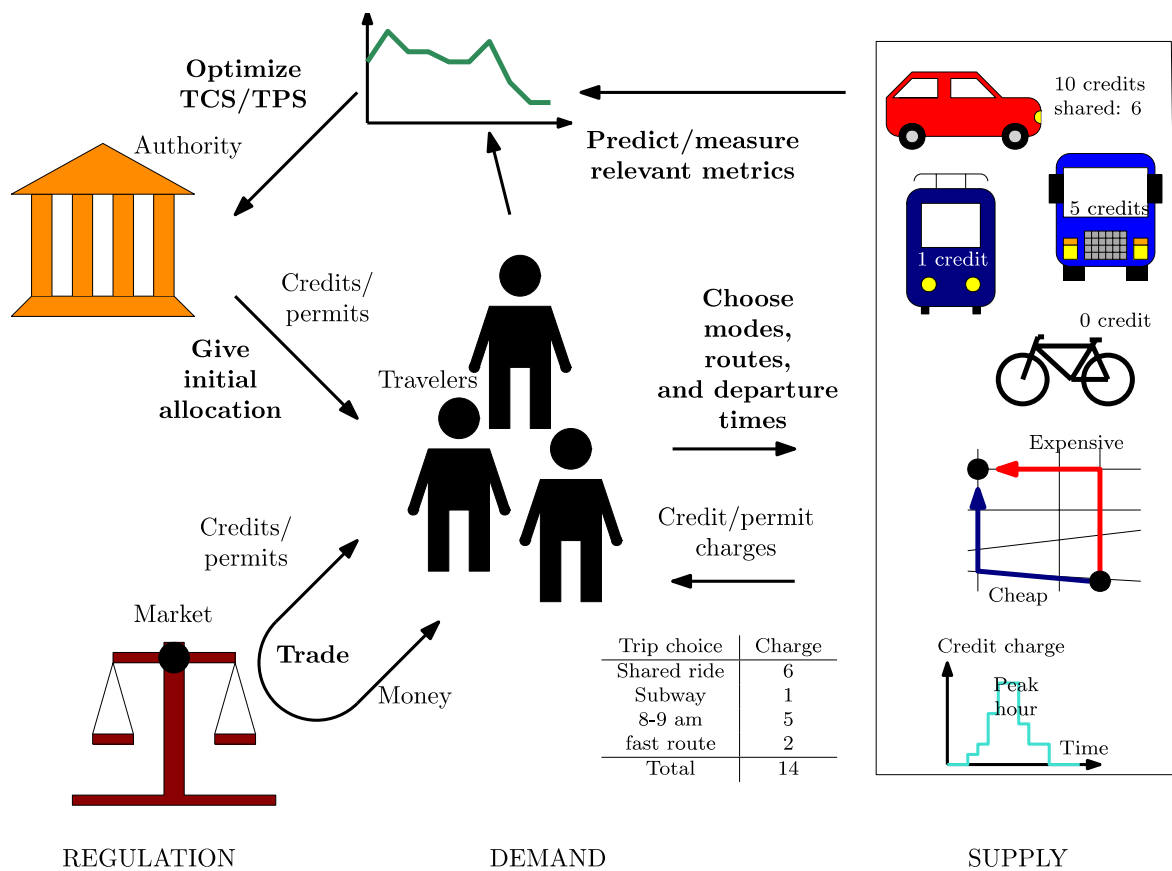 Optimize
TCS/TPS
Authority
Predict/measure
relevant metrics
10 credits
shared: 6
5 credits
1 credit
0 credit
Credits/
permits
Give
initial
allocation
Travelers
Choose
modes,
routes,
and departure
times
Expensive
Cheap
Credits/
permits
Credit/permit
charges
Market
Trade
Money
Trip choice Charge
Shared ride 6
Subway 1
8-9 am 5
fast route 2
Total 14
Credit charge
Peak
hour
Time
REGULATION
DEMAND
SUPPLY